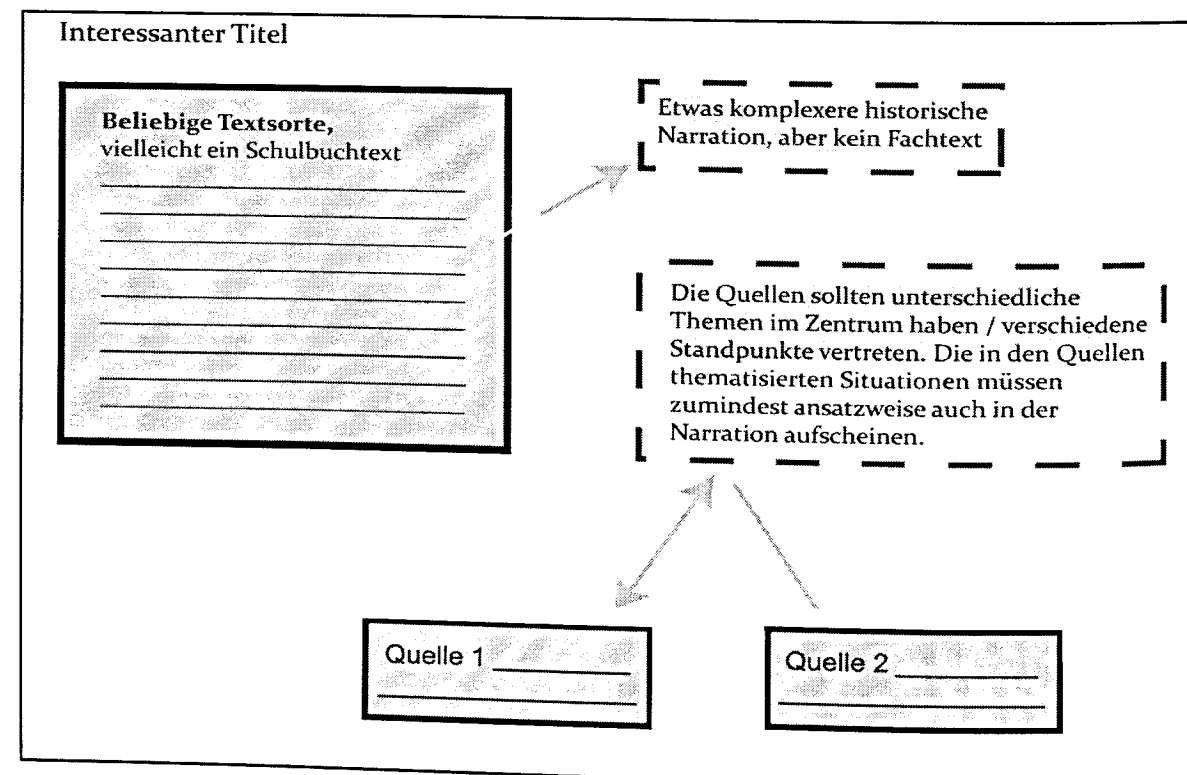 Interessanter Titel
Beliebige Textsorte,
vielleicht ein Schulbuchtext
Etwas komplexere historische
Narration, aber kein Fachtext
Die Quellen sollten unterschiedliche
Themen im Zentrum haben / verschiedene
Standpunkte vertreten. Die in den Quellen
thematisierten Situationen müssen
zumindest ansatzweise auch in der
Narration aufscheinen.
Quelle 1
Quelle 2